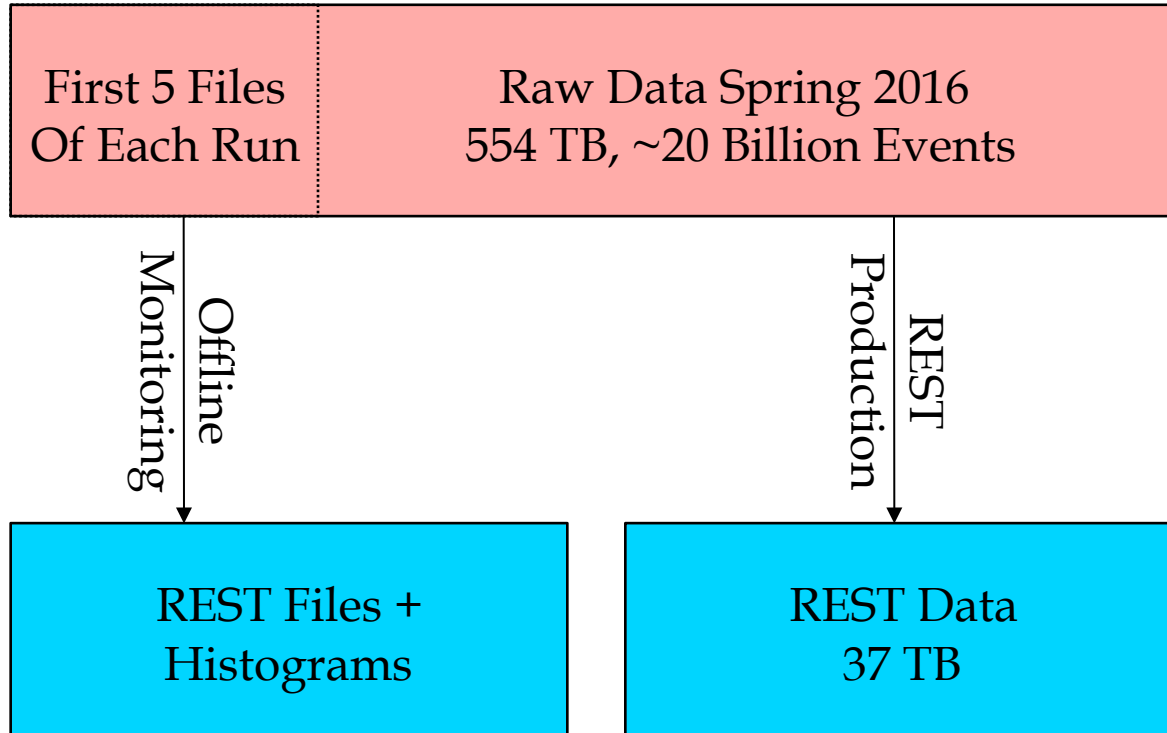 First 5 Files
Of Each Run
Raw Data Spring 2016
554 TB, ~20 Billion Events
Offline
Monitoring
REST
Production
REST Files +
Histograms
REST Data
37 TB